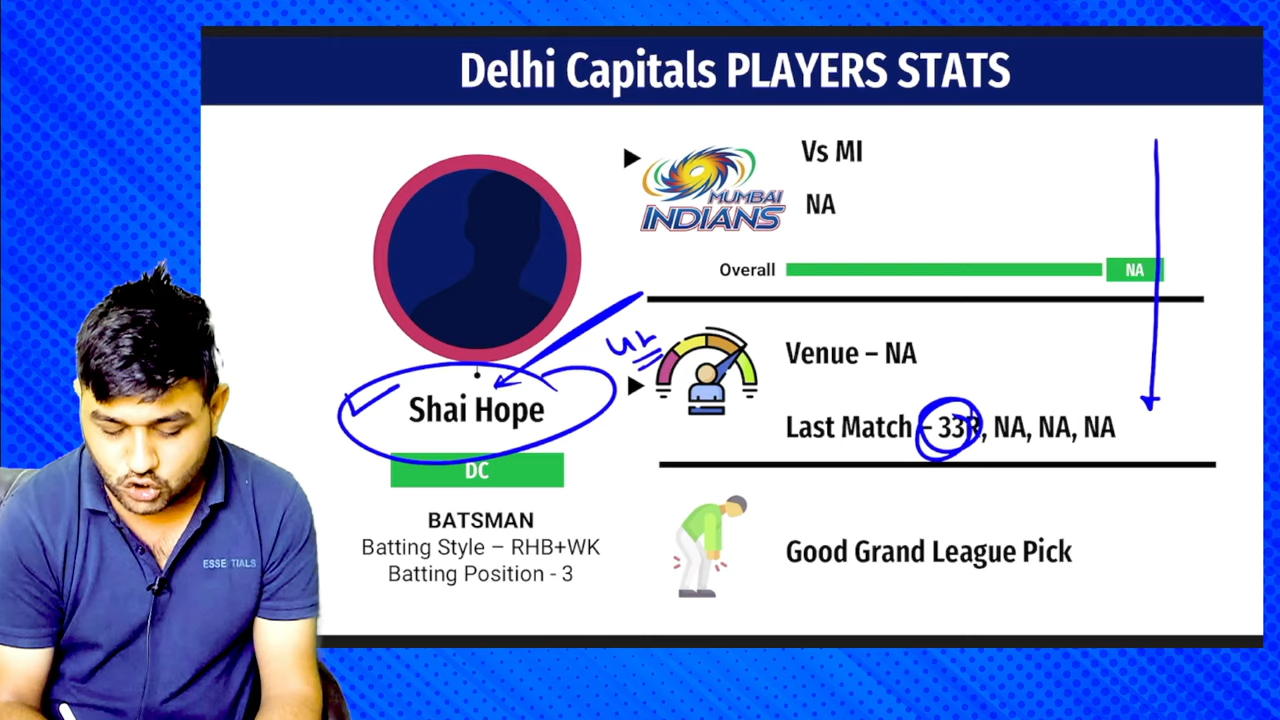 Delhi Capitals PLAYERS STATS
Vs MI
MUMBAI
INDIANS
NA
Overall
NA
Shai Hope
DC
BATSMAN
Batting Style – RHB+WK
Batting Position - 3
Venue – NA
Last Match – 33R, NA, NA, NA
Good Grand League Pick